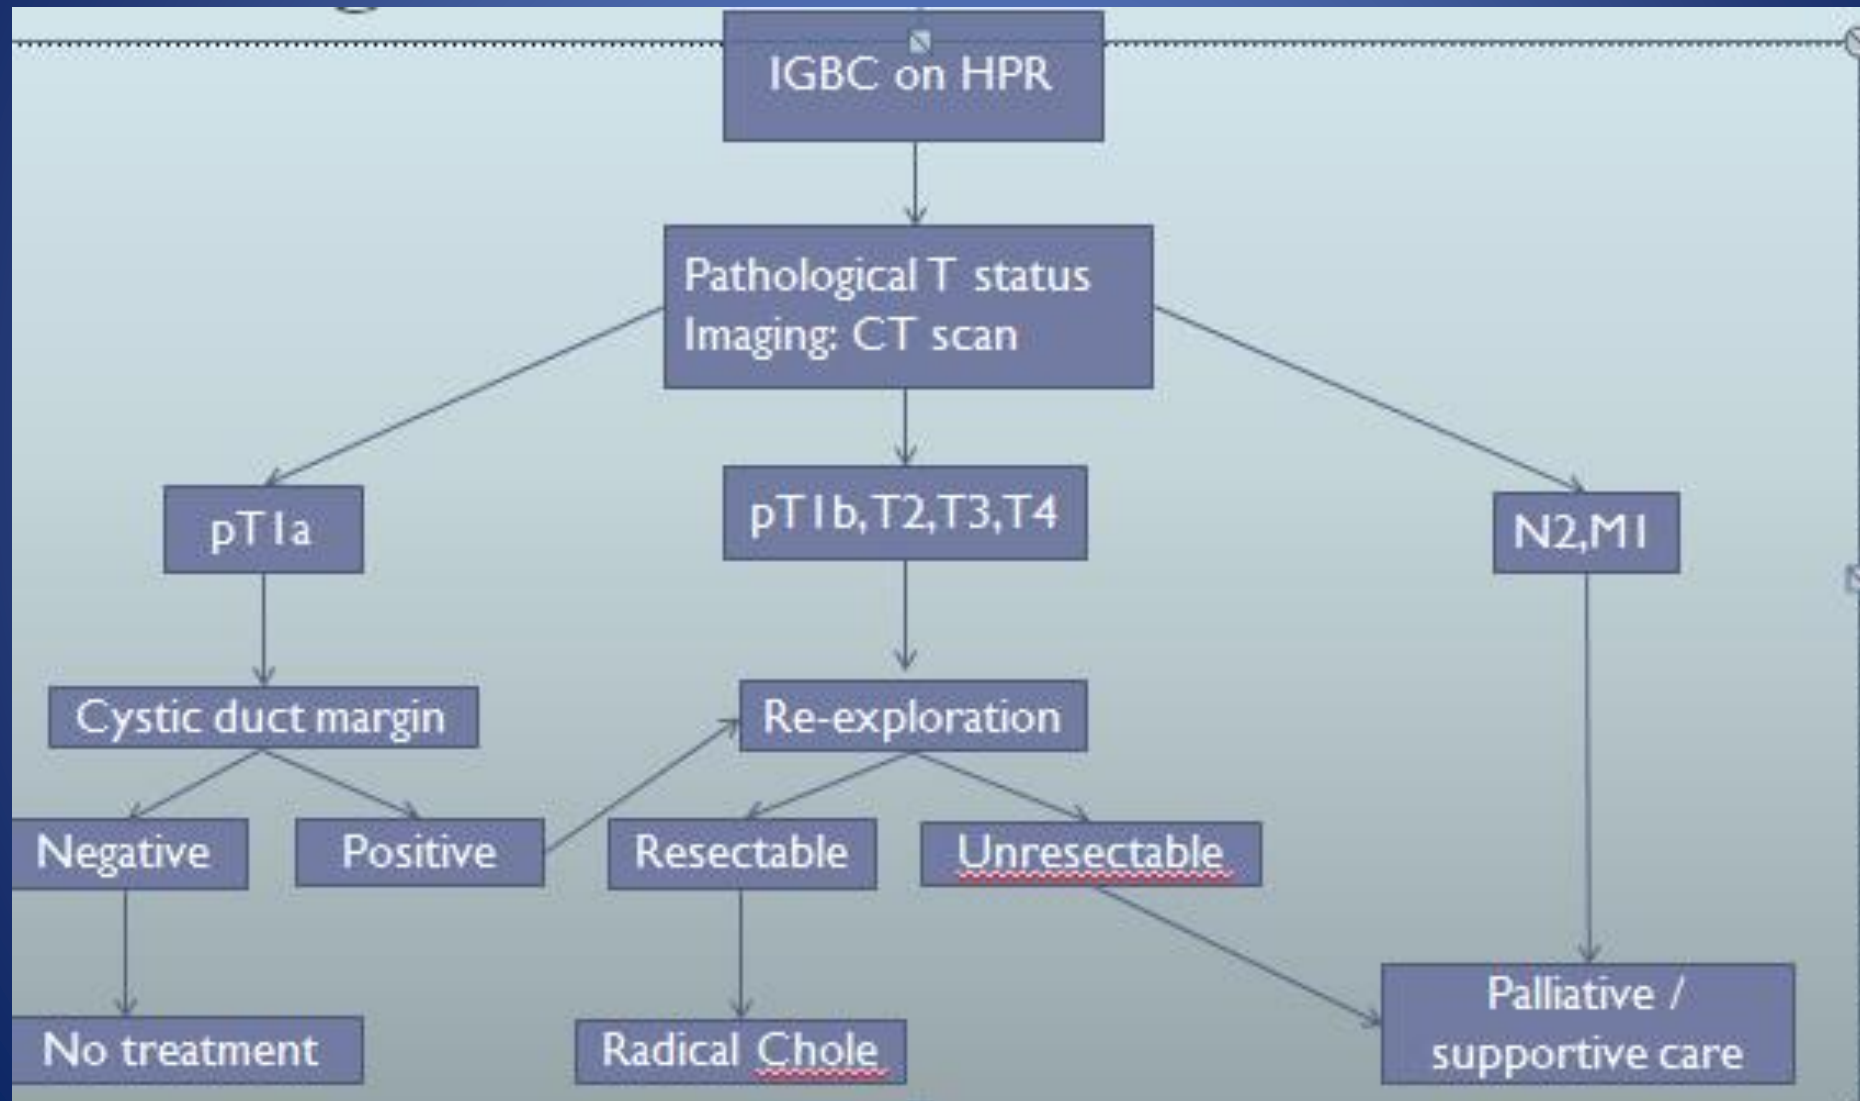 IGBC on HPR
Pathological T status
Imaging: CT scan
pT1a
pT1b,T2,T3,T4
N2,M1
Cystic duct margin
Re-exploration
Negative
Positive
Resectable
Unresectable
No treatment
Radical Chole
Palliative /
supportive care